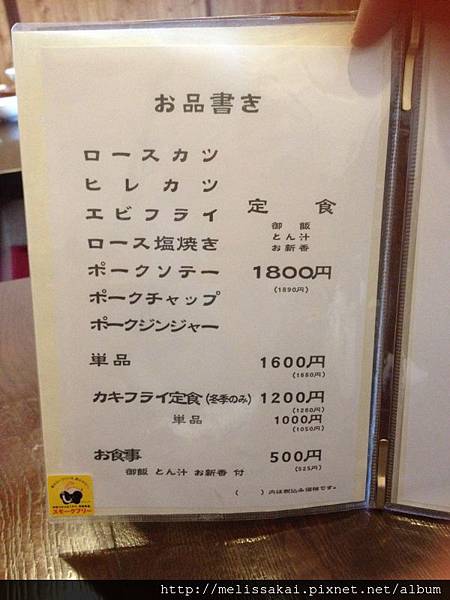 お品書き
ロースカツ
ヒレカツ
エビフライ
ロース塩焼き
ポークソテー
ポークチャップ
ポークジンジャー
定食
御飯
とん汁
お新香
1800円
(1890円)
単品 1600円
(1680円)
カキフライ定食(冬季のみ) 1200円
(1260円)
単品 1000円
(1050円)
お食事 500円
御飯 とん汁 お新香 付 (525円)
( )内は税込み価格です。
スモークフリー
http://melissakai.pixnet.net/album